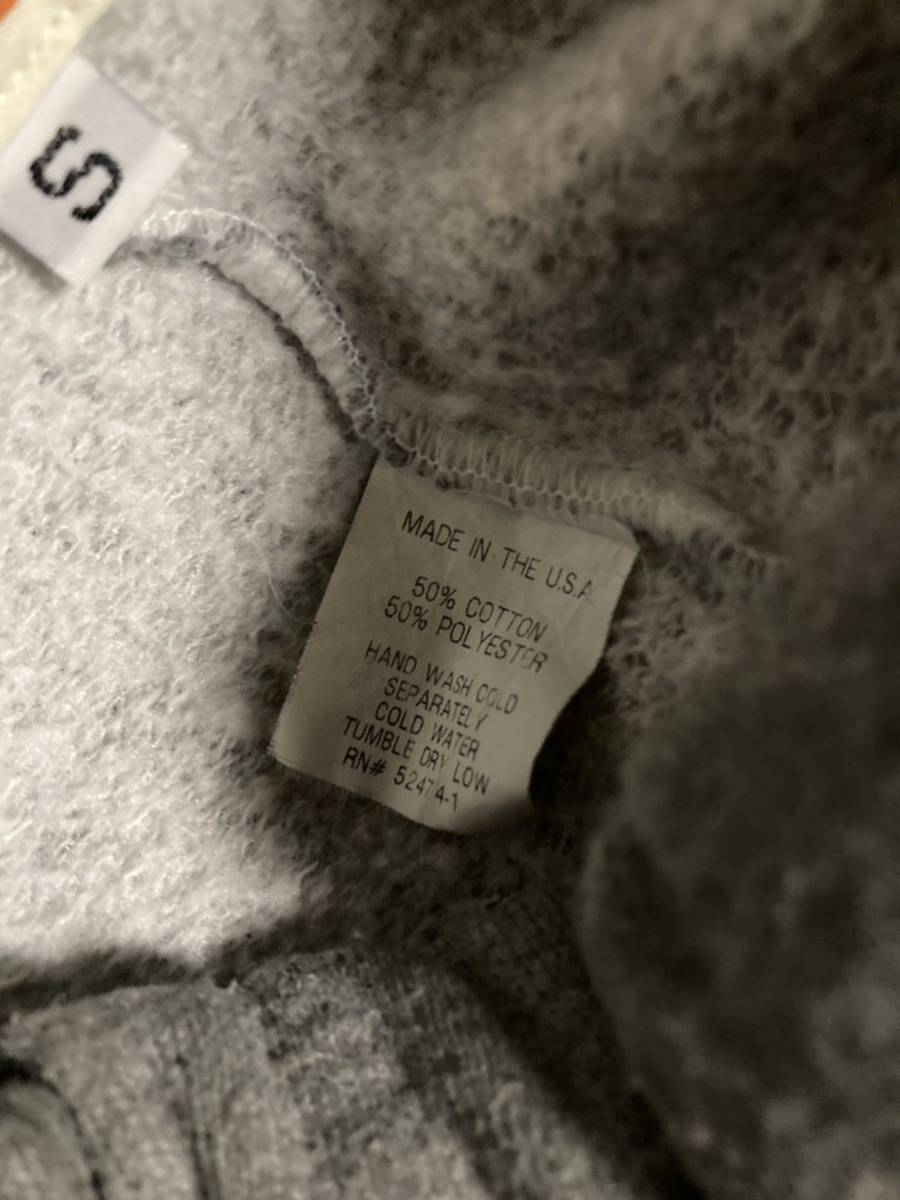 S
MADE IN THE U.S.A.
50% COTTON
50% POLYESTER
HAND WASH COLD
SEPARATELY
COLD WATER
TUMBLE DRY LOW
RN# 52474-1